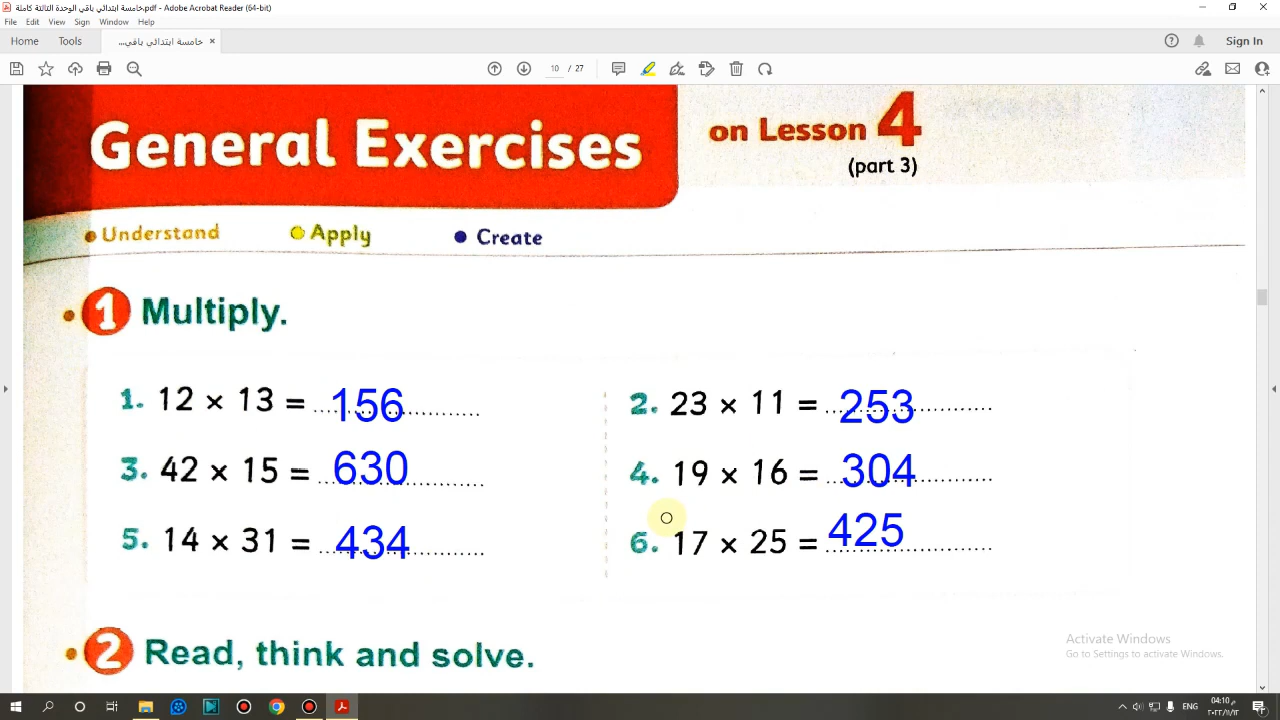 خامسة ابتدائي باقي الوحدة التالتة كاملة.pdf - Adobe Acrobat Reader (64-bit)
File Edit View Sign Window Help
Home Tools خامسة ابتدائي باقي... × Sign In
10 / 27
General Exercises on Lesson 4
(part 3)
Understand Apply Create
1 Multiply.
1. 12 × 13 = 156 2. 23 × 11 = 253
3. 42 × 15 = 630 4. 19 × 16 = 304
5. 14 × 31 = 434 6. 17 × 25 = 425
2 Read, think and solve.
Activate Windows
Go to Settings to activate Windows.
ENG 04:10 م